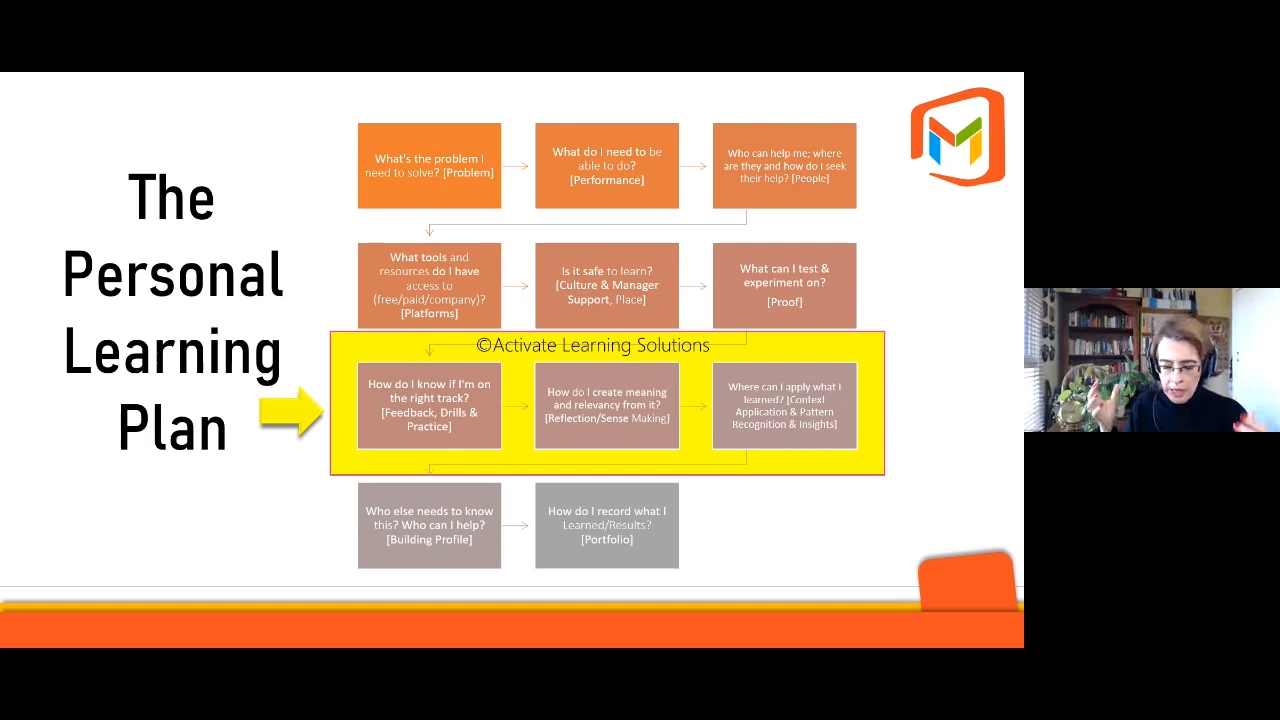 The
Personal
Learning
Plan
What's the problem I
need to solve? [Problem]
What do I need to be
able to do?
[Performance]
Who can help me; where
are they and how do I seek
their help? [People]
What tools and
resources do I have
access to
(free/paid/company)?
[Platforms]
Is it safe to learn?
[Culture & Manager
Support, Place]
What can I test &
experiment on?
[Proof]
©Activate Learning Solutions
How do I know if I'm on
the right track?
[Feedback, Drills &
Practice]
How do I create meaning
and relevancy from it?
[Reflection/Sense Making]
Where can I apply what I
learned? [Context
Application & Pattern
Recognition & Insights]
Who else needs to know
this? Who can I help?
[Building Profile]
How do I record what I
Learned/Results?
[Portfolio]